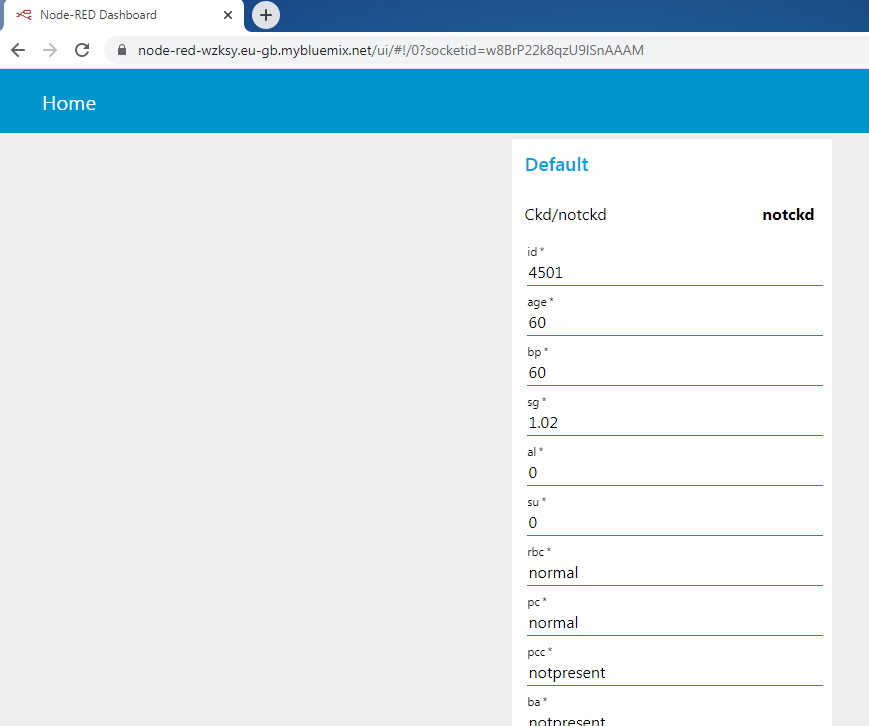 Node-RED Dashboard
node-red-wzksy.eu-gb.mybluemix.net/ui/#!/0?socketid=w8BrP22k8qzU9lSnAAAM
Home
Default
Ckd/notckd notckd
id *
4501
age *
60
bp *
60
sg *
1.02
al *
0
su *
0
rbc *
normal
pc *
normal
pcc *
notpresent
ba *
notpresent